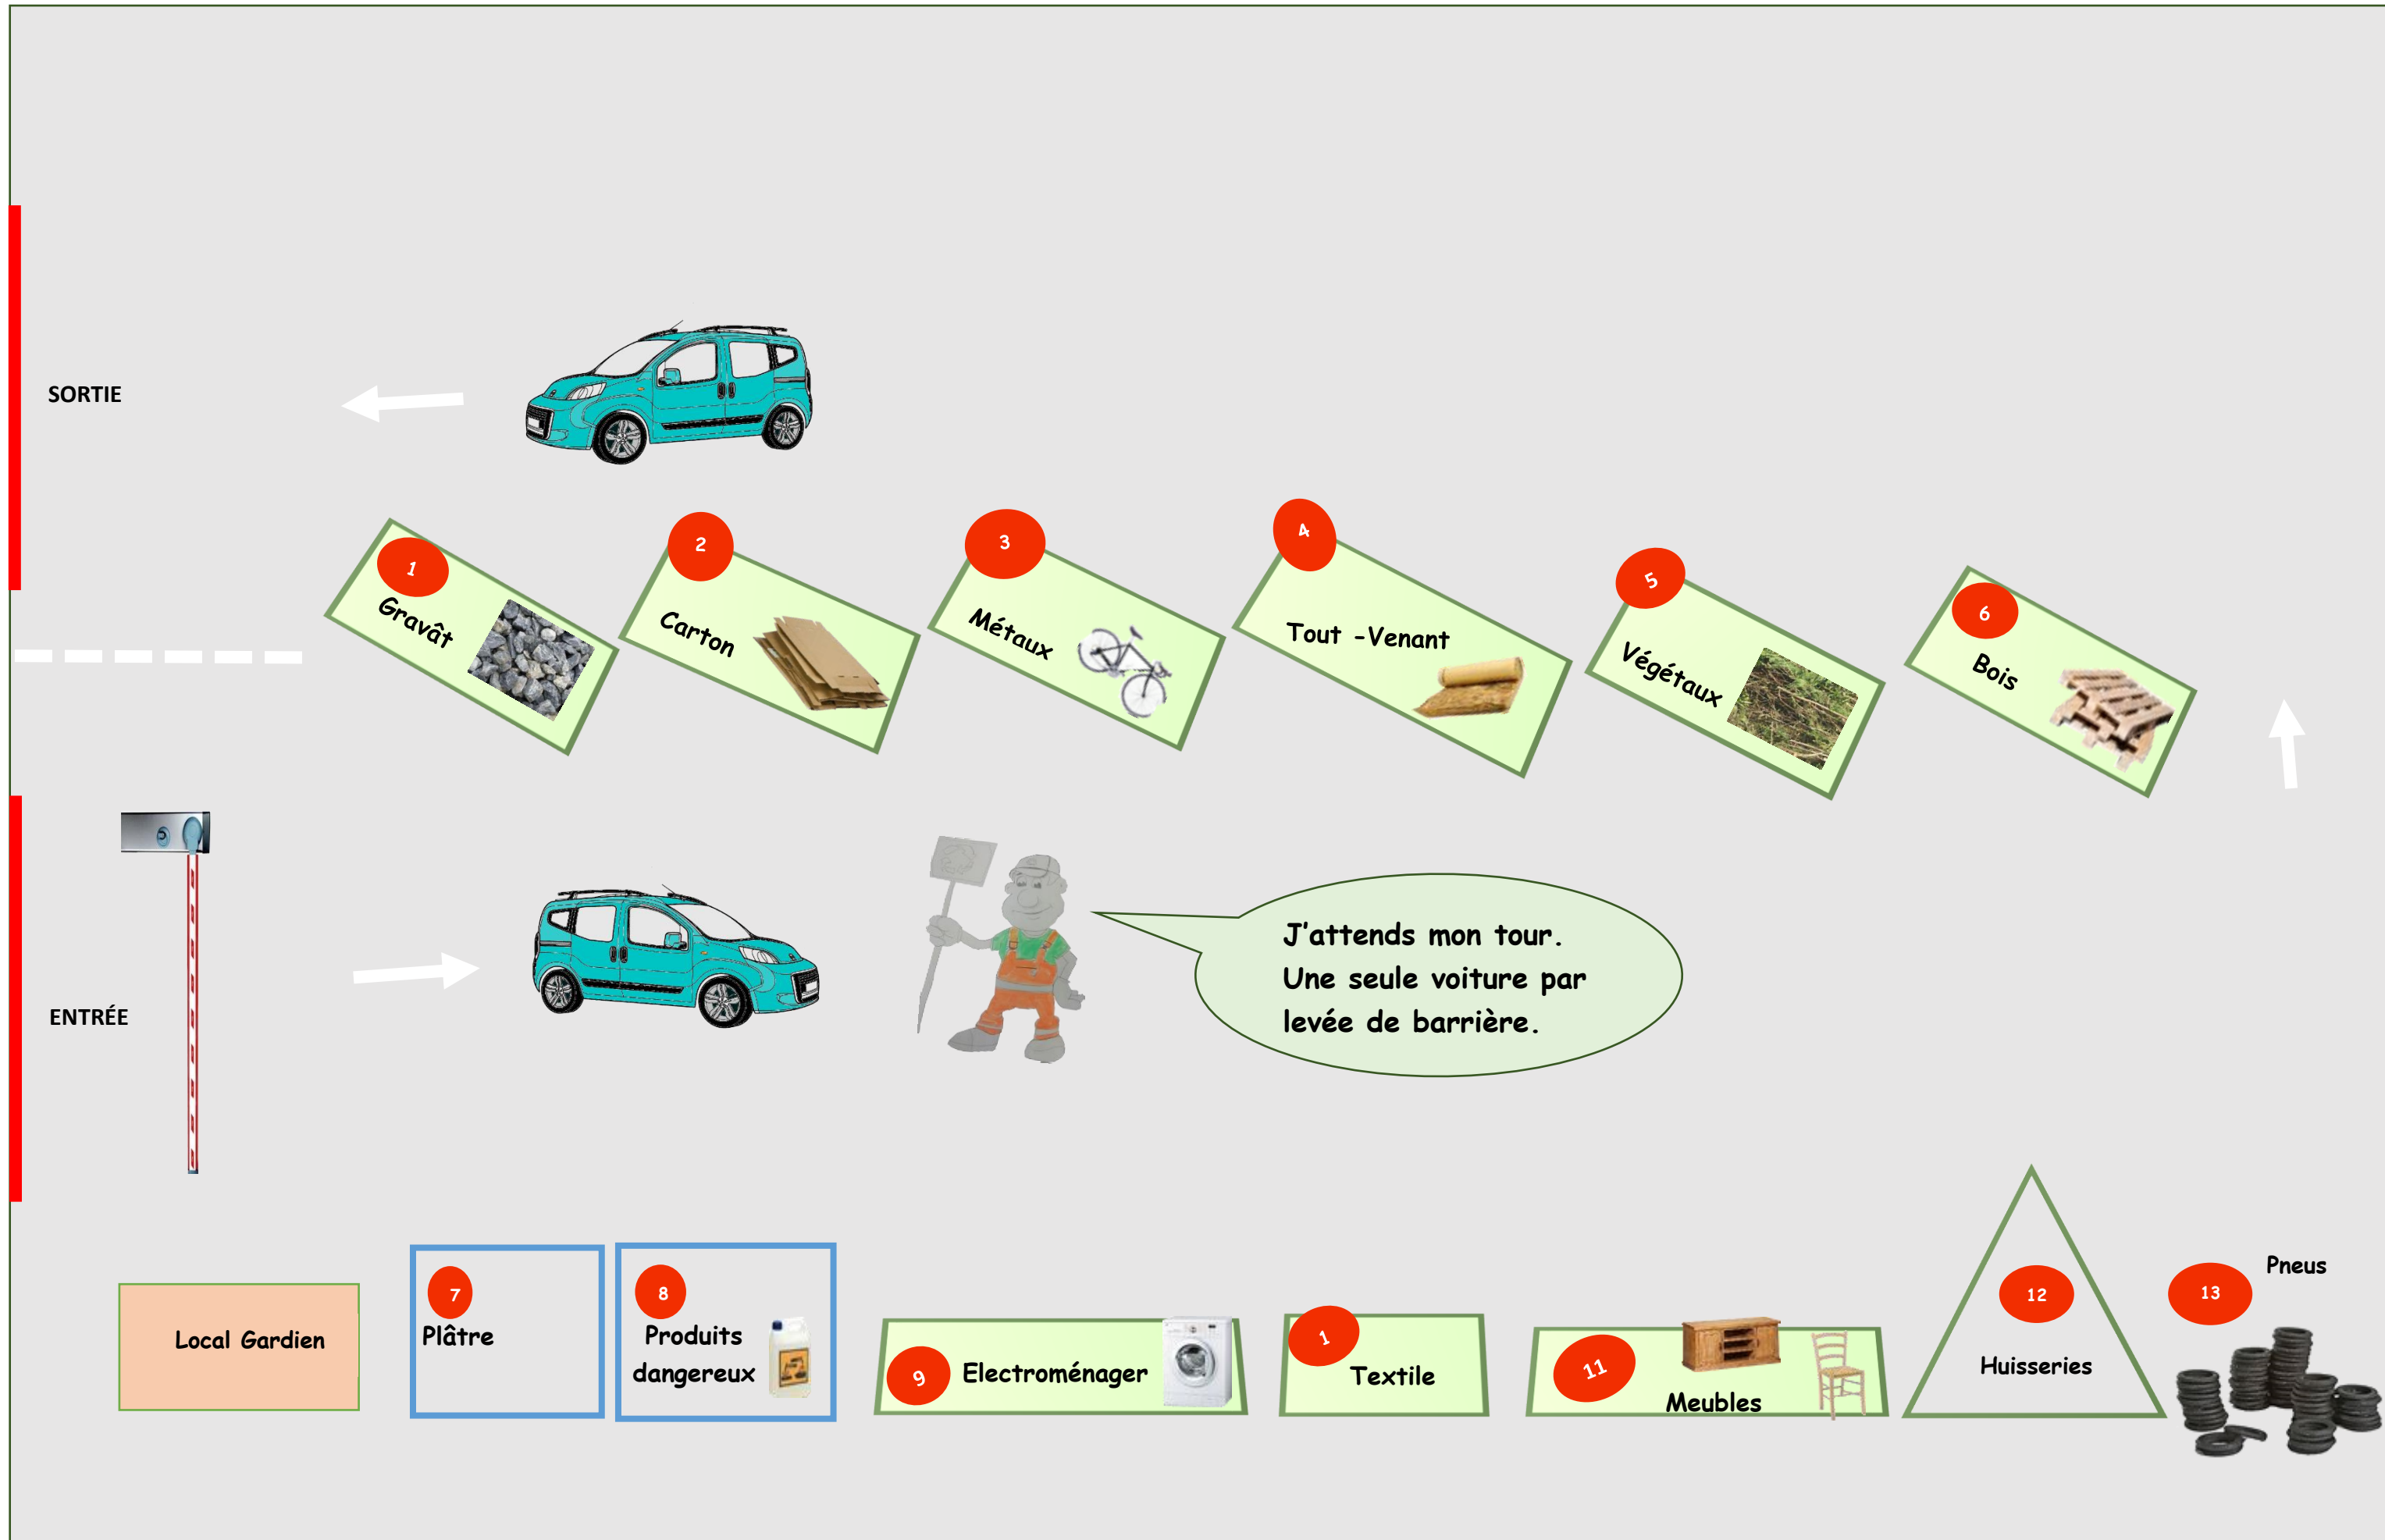 SORTIE
1
Gravât
2
Carton
3
Métaux
4
Tout -Venant
5
Végétaux
6
Bois
ENTRÉE
J'attends mon tour.
Une seule voiture par
levée de barrière.
Local Gardien
7
Plâtre
8
Produits
dangereux
9
Electroménager
1
Textile
11
Meubles
12
Huisseries
13
Pneus